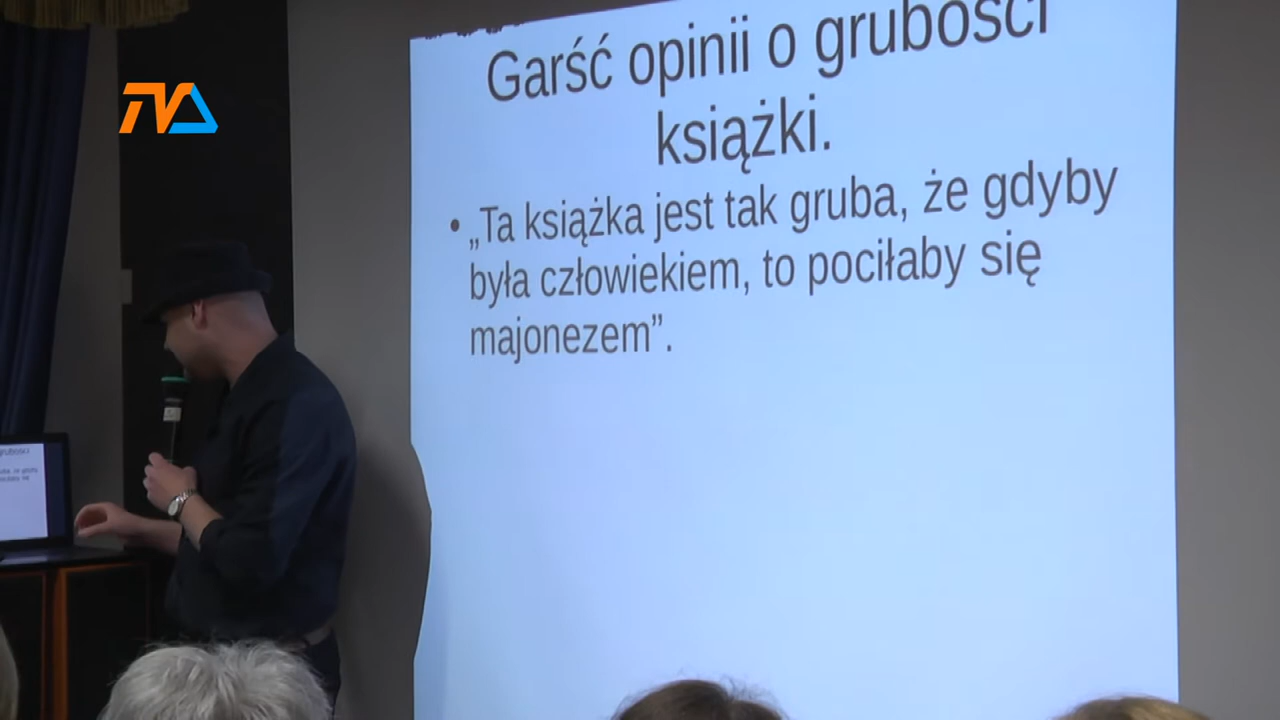 TVA
Garść opinii o grubości
książki.
• „Ta książka jest tak gruba, że gdyby
była człowiekiem, to pociłaby się
majonezem”.